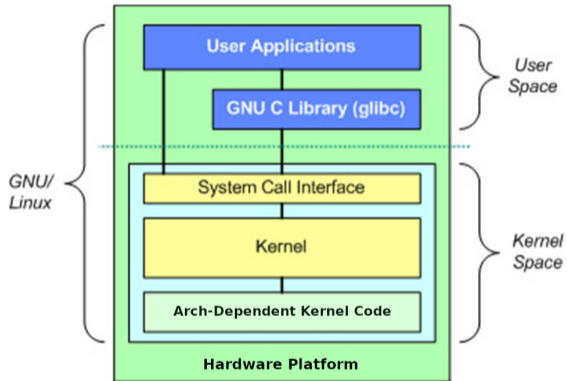 User Applications
GNU C Library (glibc)
User
Space
GNU/
Linux
System Call Interface
Kernel
Kernel
Space
Arch-Dependent Kernel Code
Hardware Platform